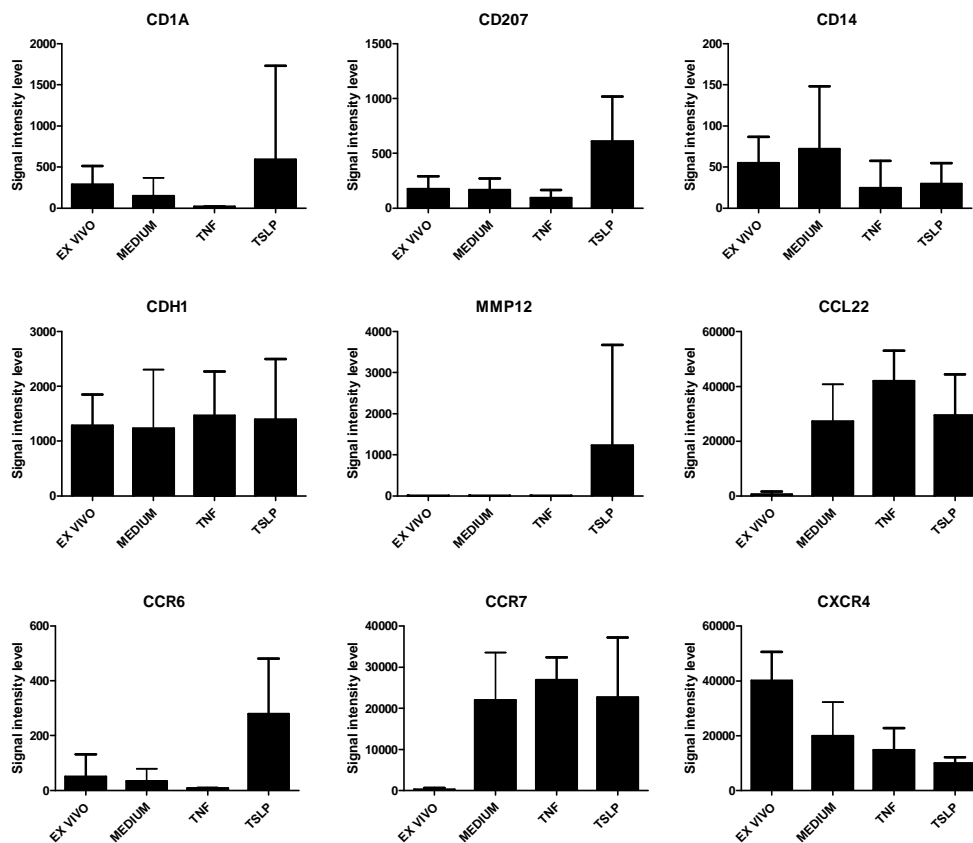 CD1A
Signal intensity level
2000
1500
1000
500
0
EX VIVO
MEDIUM
TNF
TSLP
CD207
Signal intensity level
1500
1000
500
0
EX VIVO
MEDIUM
TNF
TSLP
CD14
Signal intensity level
200
150
100
50
0
EX VIVO
MEDIUM
TNF
TSLP
CDH1
Signal intensity level
3000
2000
1000
0
EX VIVO
MEDIUM
TNF
TSLP
MMP12
Signal intensity level
4000
3000
2000
1000
0
EX VIVO
MEDIUM
TNF
TSLP
CCL22
Signal intensity level
60000
40000
20000
0
EX VIVO
MEDIUM
TNF
TSLP
CCR6
Signal intensity level
600
400
200
0
EX VIVO
MEDIUM
TNF
TSLP
CCR7
Signal intensity level
40000
30000
20000
10000
0
EX VIVO
MEDIUM
TNF
TSLP
CXCR4
Signal intensity level
60000
40000
20000
0
EX VIVO
MEDIUM
TNF
TSLP